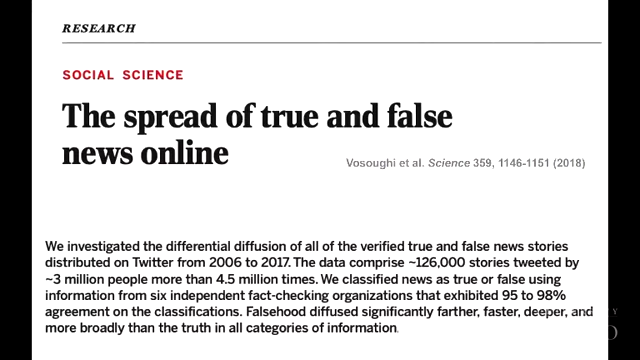 RESEARCH
SOCIAL SCIENCE
The spread of true and false
news online
Vosoughi et al. Science 359, 1146-1151 (2018)
We investigated the differential diffusion of all of the verified true and false news stories
distributed on Twitter from 2006 to 2017. The data comprise ~126,000 stories tweeted by
~3 million people more than 4.5 million times. We classified news as true or false using
information from six independent fact-checking organizations that exhibited 95 to 98%
agreement on the classifications. Falsehood diffused significantly farther, faster, deeper, and
more broadly than the truth in all categories of information.